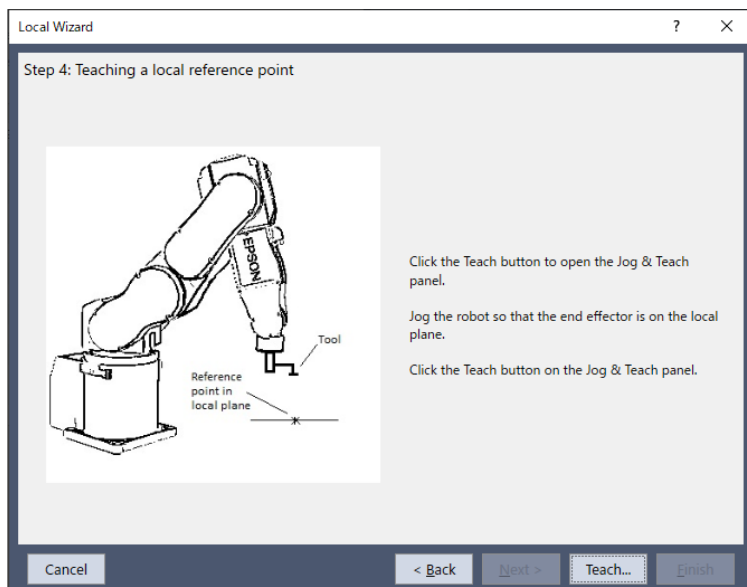 Local Wizard
?
Step 4: Teaching a local reference point
EPSON
Tool
Reference
point in
local plane
Click the Teach button to open the Jog & Teach
panel.
Jog the robot so that the end effector is on the local
plane.
Click the Teach button on the Jog & Teach panel.
Cancel
< Back
Next >
Teach...
Finish